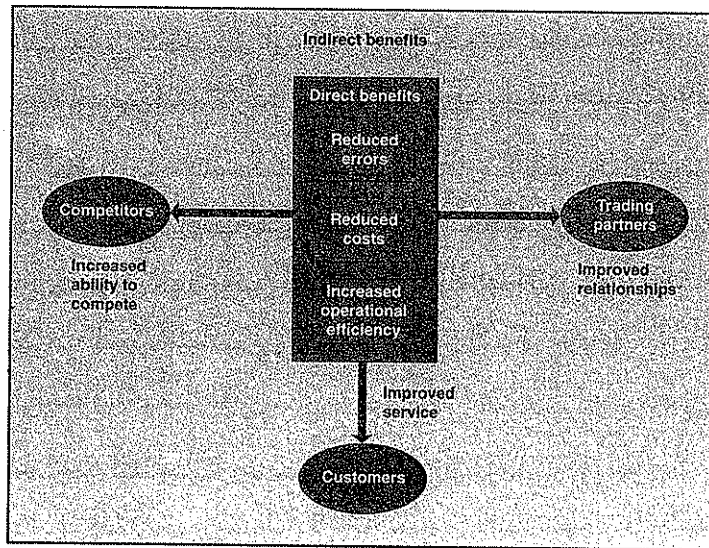 Indirect benefits
Direct benefits
Reduced
errors
Competitors
Reduced
costs
Trading
partners
Increased
ability to
compete
Improved
relationships
Increased
operational
efficiency
Improved
service
Customers